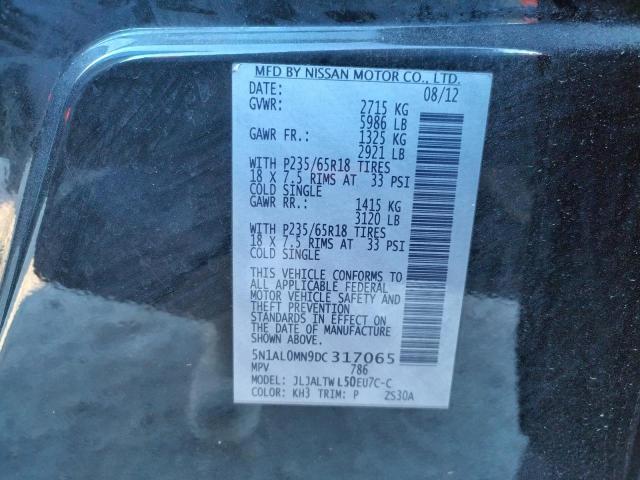 MFD BY NISSAN MOTOR CO., LTD.
DATE: 08/12
GVWR: 2715 KG
5986 LB
GAWR FR.: 1325 KG
2921 LB
WITH P235/65R18 TIRES
18 X 7.5 RIMS AT 33 PSI
COLD SINGLE
GAWR RR.: 1415 KG
3120 LB
WITH P235/65R18 TIRES
18 X 7.5 RIMS AT 33 PSI
COLD SINGLE
THIS VEHICLE CONFORMS TO
ALL APPLICABLE FEDERAL
MOTOR VEHICLE SAFETY AND
THEFT PREVENTION
STANDARDS IN EFFECT ON
THE DATE OF MANUFACTURE
SHOWN ABOVE.
5N1AL0MN9DC317065
MPV 786
MODEL: JLJALTWL50EU7C-C
COLOR: KH3 TRIM: P ZS30A